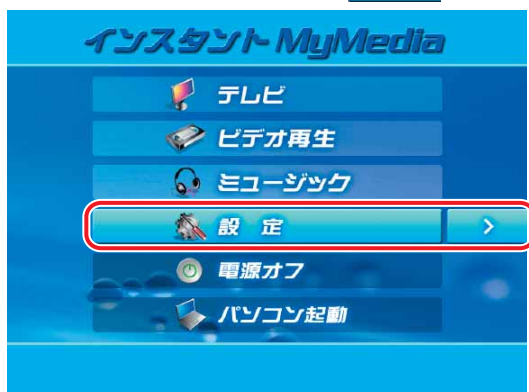 インスタント MyMedia
テレビ
ビデオ再生
ミュージック
設 定
電源オフ
パソコン起動